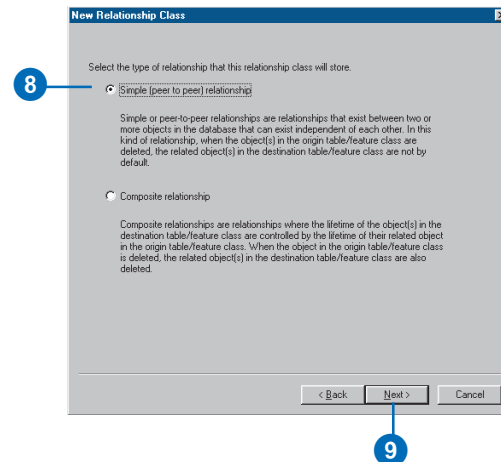 New Relationship Class
Select the type of relationship that this relationship class will store.
8
Simple (peer to peer) relationship
Simple or peer-to-peer relationships are relationships that exist between two or
more objects in the database that can exist independent of each other. In this
kind of relationship, when the object(s) in the origin table/feature class are
deleted, the related object(s) in the destination table/feature class are not by
default.
Composite relationship
Composite relationships are relationships where the lifetime of the object(s) in the
destination table/feature class are controlled by the lifetime of their related object
in the origin table/feature class. When the object in the origin table/feature class
is deleted, the related object(s) in the destination table/feature class are also
deleted.
< Back Next > Cancel
9